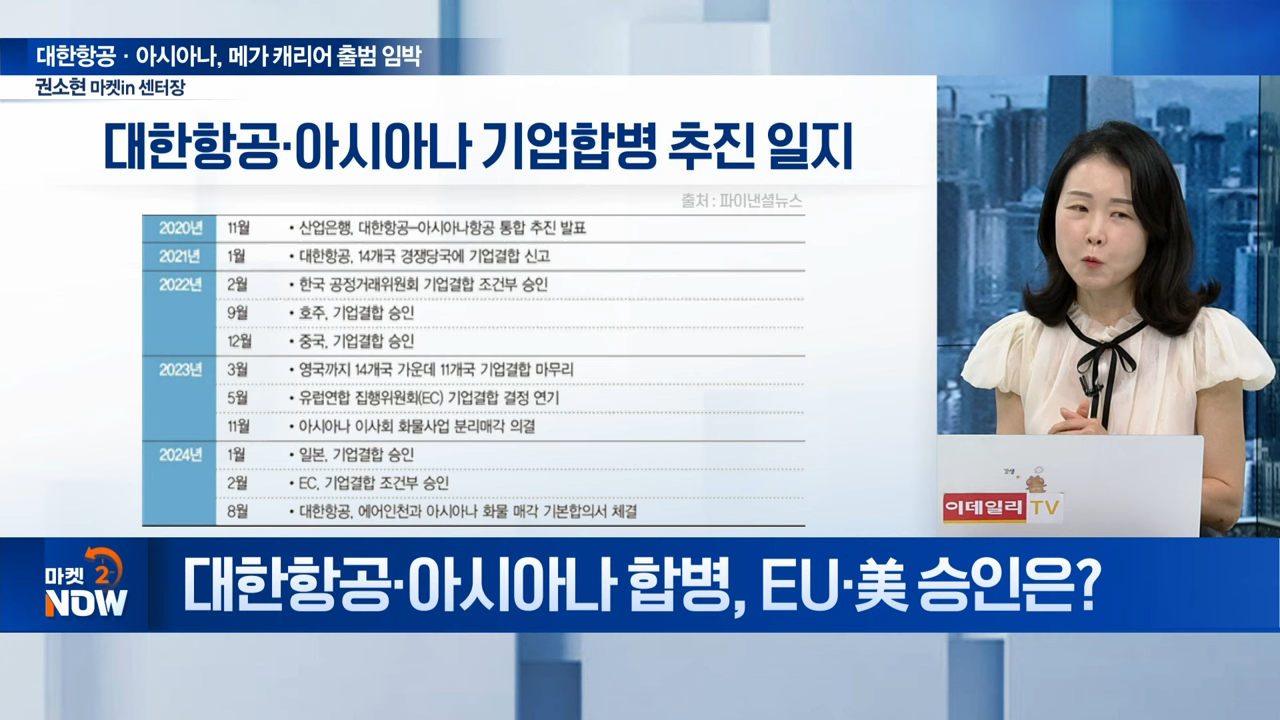 대한항공 · 아시아나, 메가 캐리어 출범 임박
권소현 마켓in 센터장
대한항공·아시아나 기업합병 추진 일지
출처 : 파이낸셜뉴스
2020년 11월 • 산업은행, 대한항공–아시아나항공 통합 추진 발표
2021년 1월 • 대한항공, 14개국 경쟁당국에 기업결합 신고
2022년 2월 • 한국 공정거래위원회 기업결합 조건부 승인
9월 • 호주, 기업결합 승인
12월 • 중국, 기업결합 승인
2023년 3월 • 영국까지 14개국 가운데 11개국 기업결합 마무리
5월 • 유럽연합 집행위원회(EC) 기업결합 결정 연기
11월 • 아시아나 이사회 화물사업 분리매각 의결
2024년 1월 • 일본, 기업결합 승인
2월 • EC, 기업결합 조건부 승인
8월 • 대한항공, 에어인천과 아시아나 화물 매각 기본합의서 체결
이데일리 TV
마켓 2
NOW
대한항공·아시아나 합병, EU·美 승인은?